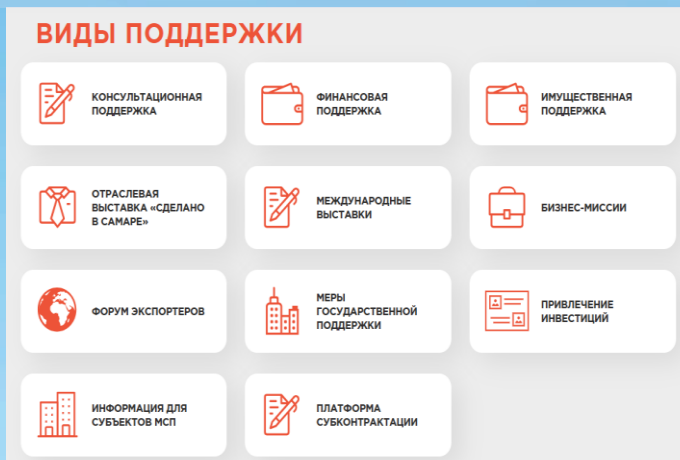 ВИДЫ ПОДДЕРЖКИ
КОНСУЛЬТАЦИОННАЯ
ПОДДЕРЖКА
ФИНАНСОВАЯ
ПОДДЕРЖКА
ИМУЩЕСТВЕННАЯ
ПОДДЕРЖКА
ОТРАСЛЕВАЯ
ВЫСТАВКА «СДЕЛАНО
В САМАРЕ»
МЕЖДУНАРОДНЫЕ
ВЫСТАВКИ
БИЗНЕС-МИССИИ
ФОРУМ ЭКСПОРТЕРОВ
МЕРЫ
ГОСУДАРСТВЕННОЙ
ПОДДЕРЖКИ
ПРИВЛЕЧЕНИЕ
ИНВЕСТИЦИЙ
ИНФОРМАЦИЯ ДЛЯ
СУБЪЕКТОВ МСП
ПЛАТФОРМА
СУБКОНТРАКТАЦИИ